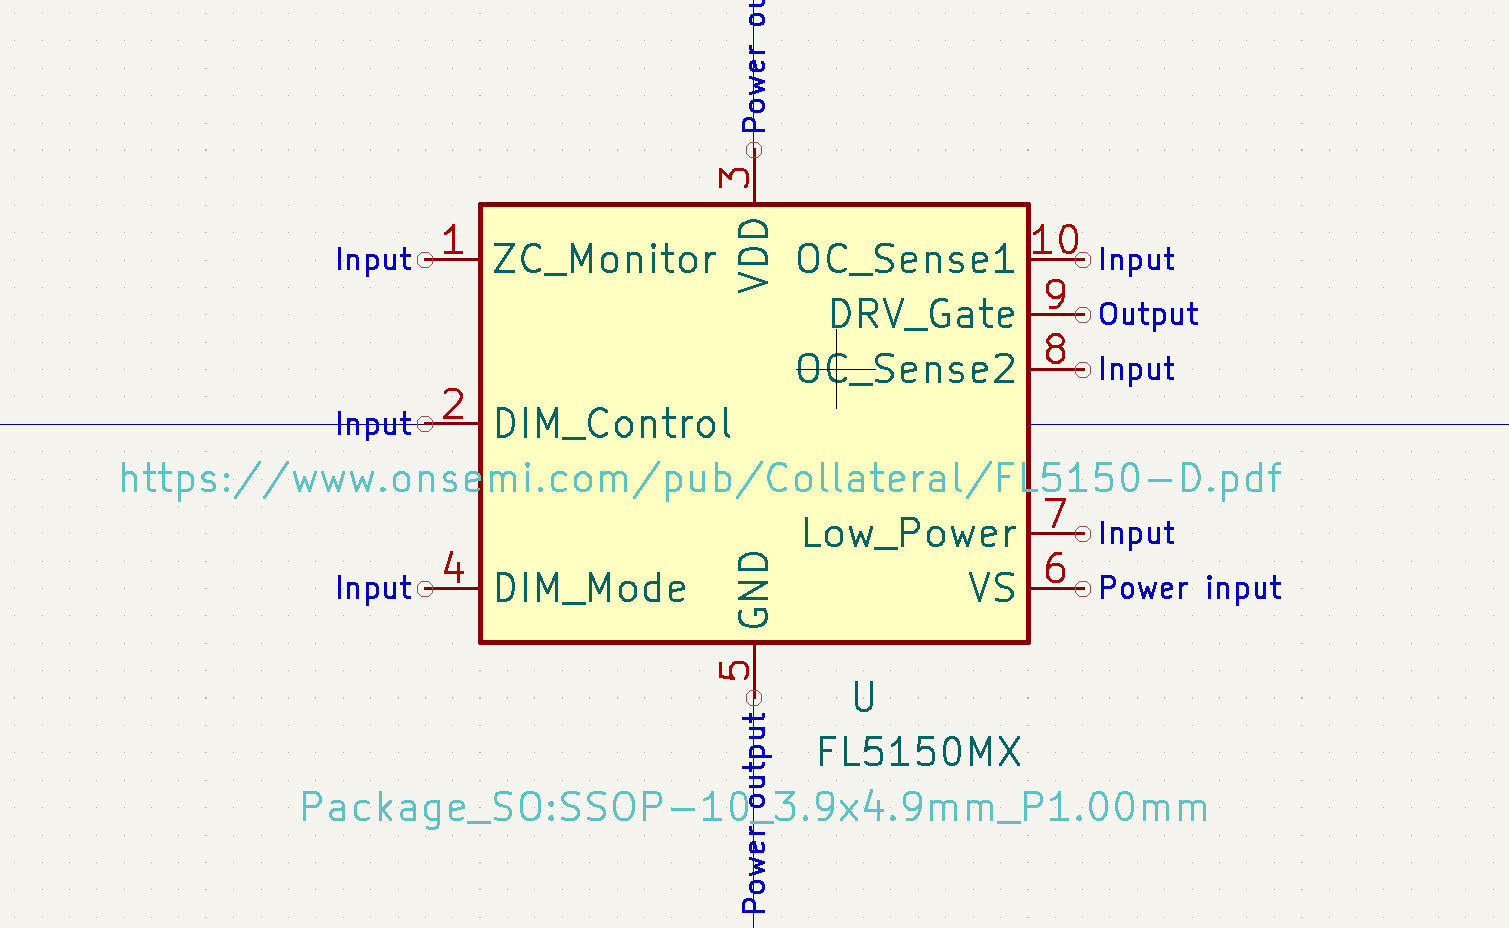 Power ou
3
VDD
Input 1 ZC_Monitor
OC_Sense1 10 Input
DRV_Gate 9 Output
OC_Sense2 8 Input
Input 2 DIM_Control
https://www.onsemi.com/pub/Collateral/FL5150-D.pdf
Low_Power 7 Input
Input 4 DIM_Mode
VS 6 Power input
GND
5
Power output
U
FL5150MX
Package_SO:SSOP-10_3.9x4.9mm_P1.00mm